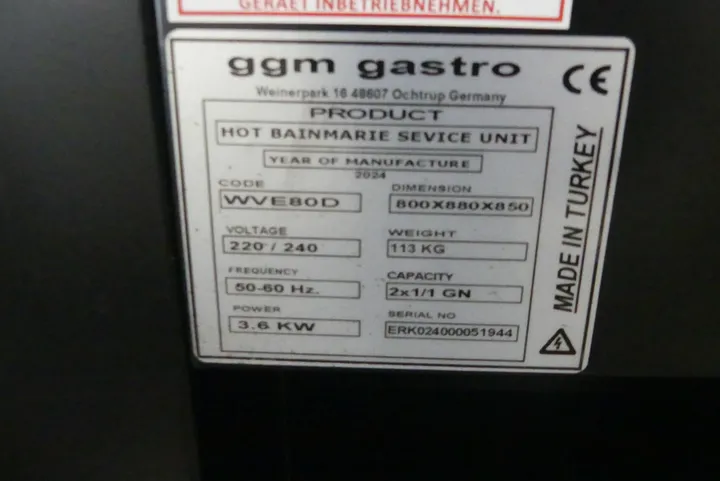 GERAET INBETRIEBNEHMEN.
ggm gastro
Weinerpark 16 48607 Ochtrup Germany
CE
PRODUCT
HOT BAINMARIE SEVICE UNIT
YEAR OF MANUFACTURE
2024
CODE
WVE80D
DIMENSION
800X880X850
VOLTAGE
220 / 240
WEIGHT
113 KG
FREQUENCY
50-60 Hz.
CAPACITY
2x1/1 GN
POWER
3.6 KW
SERIAL NO
ERK024000051944
MADE IN TURKEY